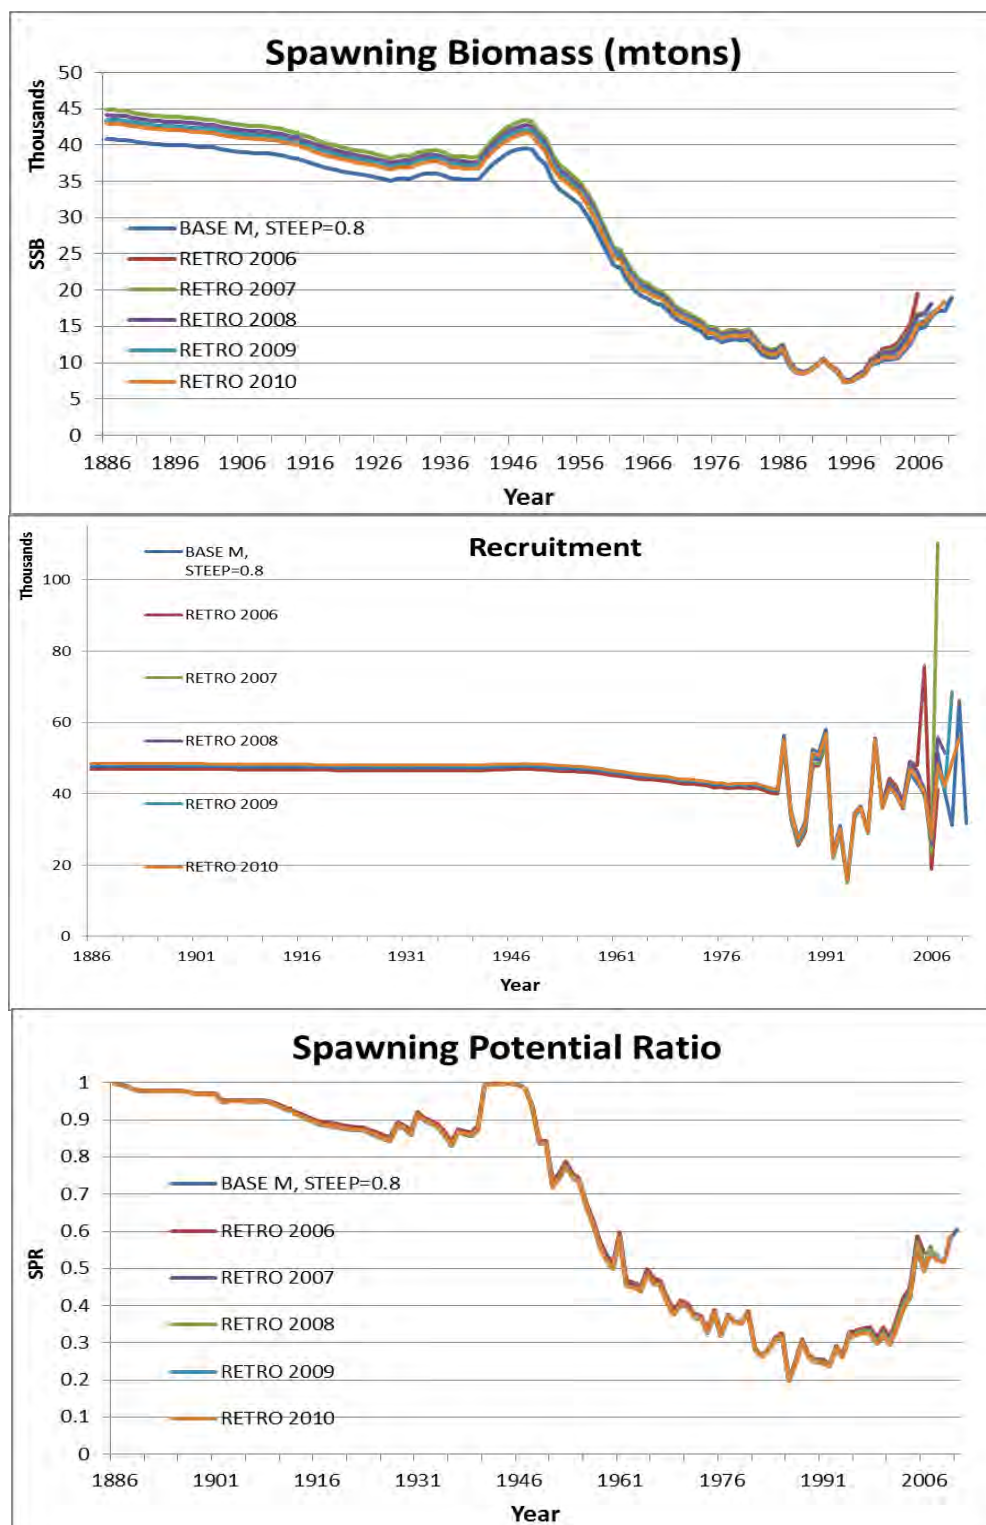 Spawning Biomass (mtons)
Thousands
SSB
50
45
40
35
30
25
20
15
10
5
0
BASE M, STEEP=0.8
RETRO 2006
RETRO 2007
RETRO 2008
RETRO 2009
RETRO 2010
1886 1896 1906 1916 1926 1936 1946 1956 1966 1976 1986 1996 2006
Year
Recruitment
Thousands
100
80
60
40
20
0
BASE M,
STEEP=0.8
RETRO 2006
RETRO 2007
RETRO 2008
RETRO 2009
RETRO 2010
1886 1901 1916 1931 1946 1961 1976 1991 2006
Year
Spawning Potential Ratio
SPR
1
0.9
0.8
0.7
0.6
0.5
0.4
0.3
0.2
0.1
0
BASE M, STEEP=0.8
RETRO 2006
RETRO 2007
RETRO 2008
RETRO 2009
RETRO 2010
1886 1901 1916 1931 1946 1961 1976 1991 2006
Year